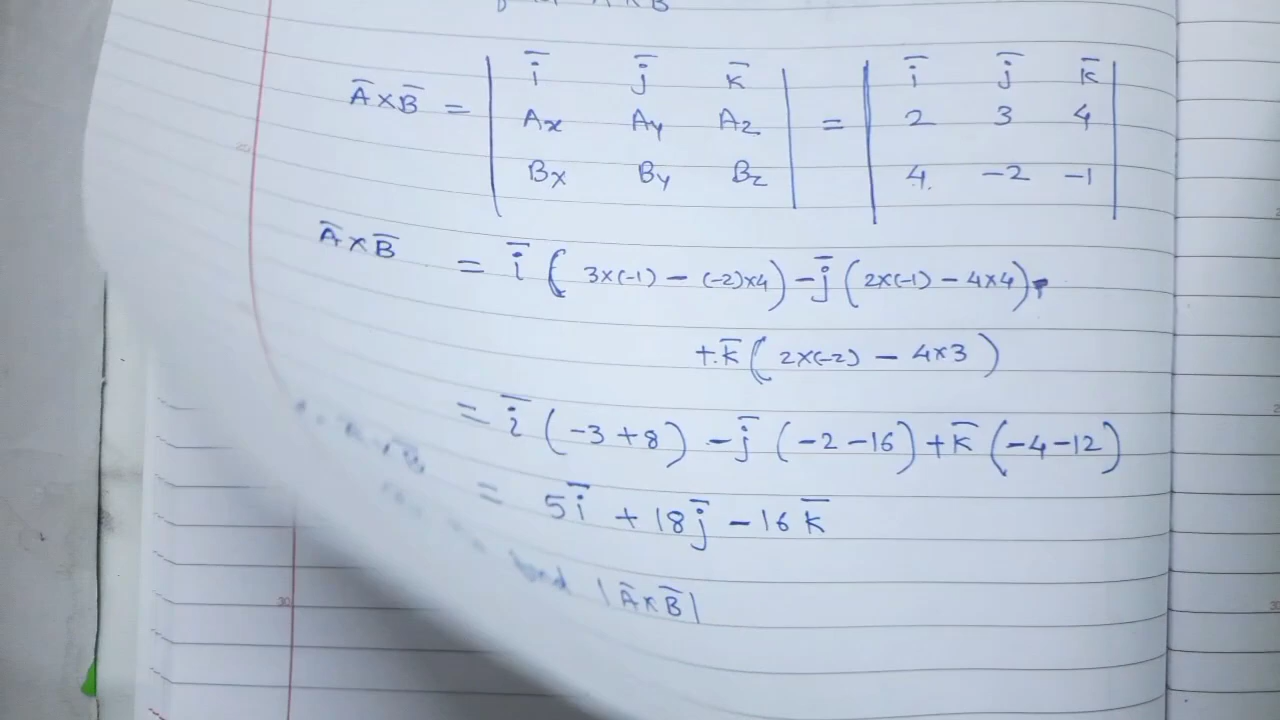 A×B
A̅×B̅ = | i̅ j̅ k̅ | = | i̅ j̅ k̅ |
Ax Ay Az 2 3 4
Bx By Bz 4 -2 -1
A̅×B̅ = i̅ ( 3×(-1) - (-2)×4) - j̅ (2×(-1) - 4×4)
+ k̅ ( 2×(-2) - 4×3 )
= i̅ (-3+8) - j̅ (-2-16) + k̅ (-4-12)
= 5i̅ + 18j̅ - 16k̅
|A̅×B̅|
30